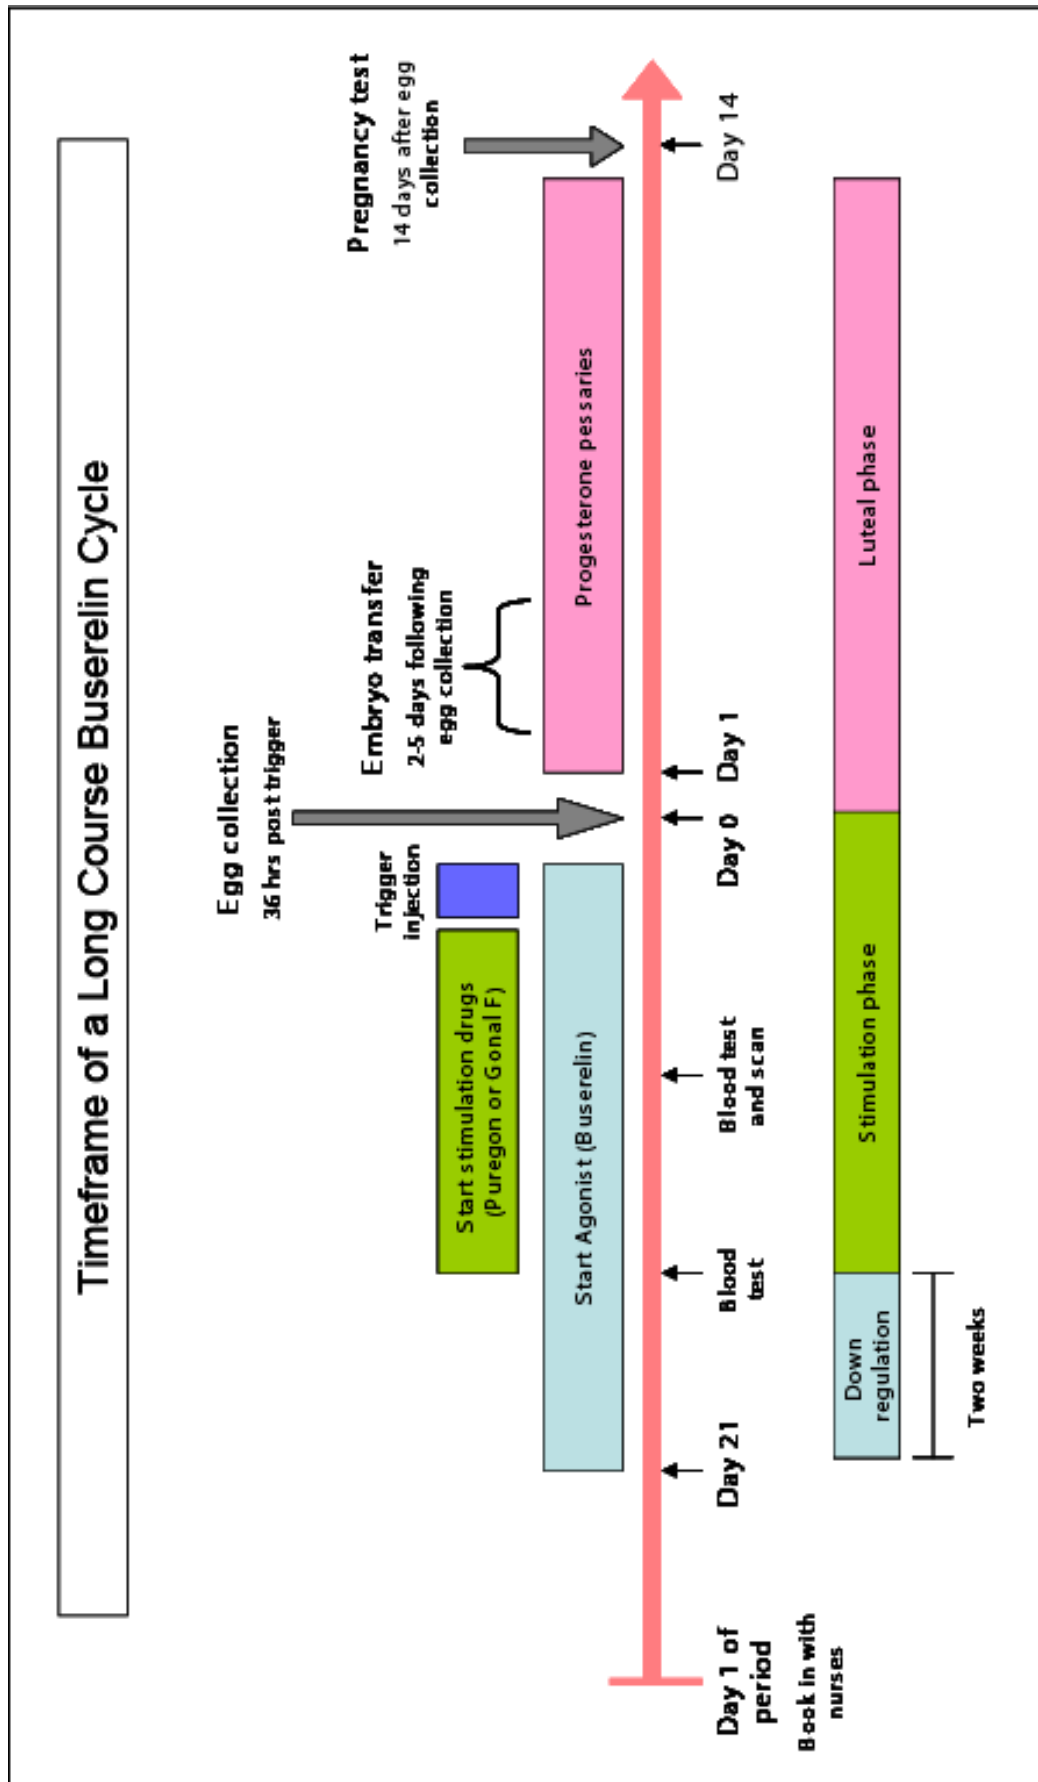 Timeframe of a Long Course Buserelin Cycle
Egg collection
36 hrs post trigger
Pregnancy test
14 days after egg
collection
Embryo transfer
2-5 days following
egg collection
Trigger
injection
Start stimulation drugs
(Puregon or Gonal F)
Start Agonist (Buserelin)
Progesterone pessaries
Day 1 of
period
Book in with
nurses
Day 21
Blood
test
Blood test
and scan
Day 0
Day 1
Day 14
Down
regulation
Stimulation phase
Luteal phase
Two weeks